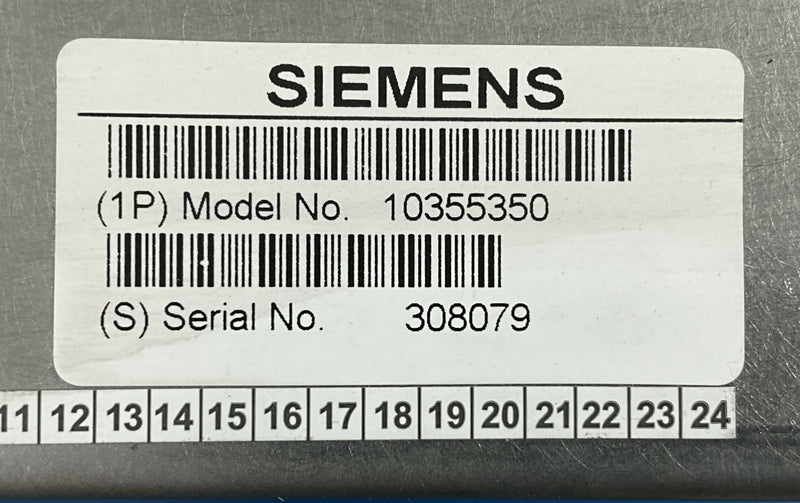 SIEMENS
(1P) Model No. 10355350
(S) Serial No. 308079
11 12 13 14 15 16 17 18 19 20 21 22 23 24